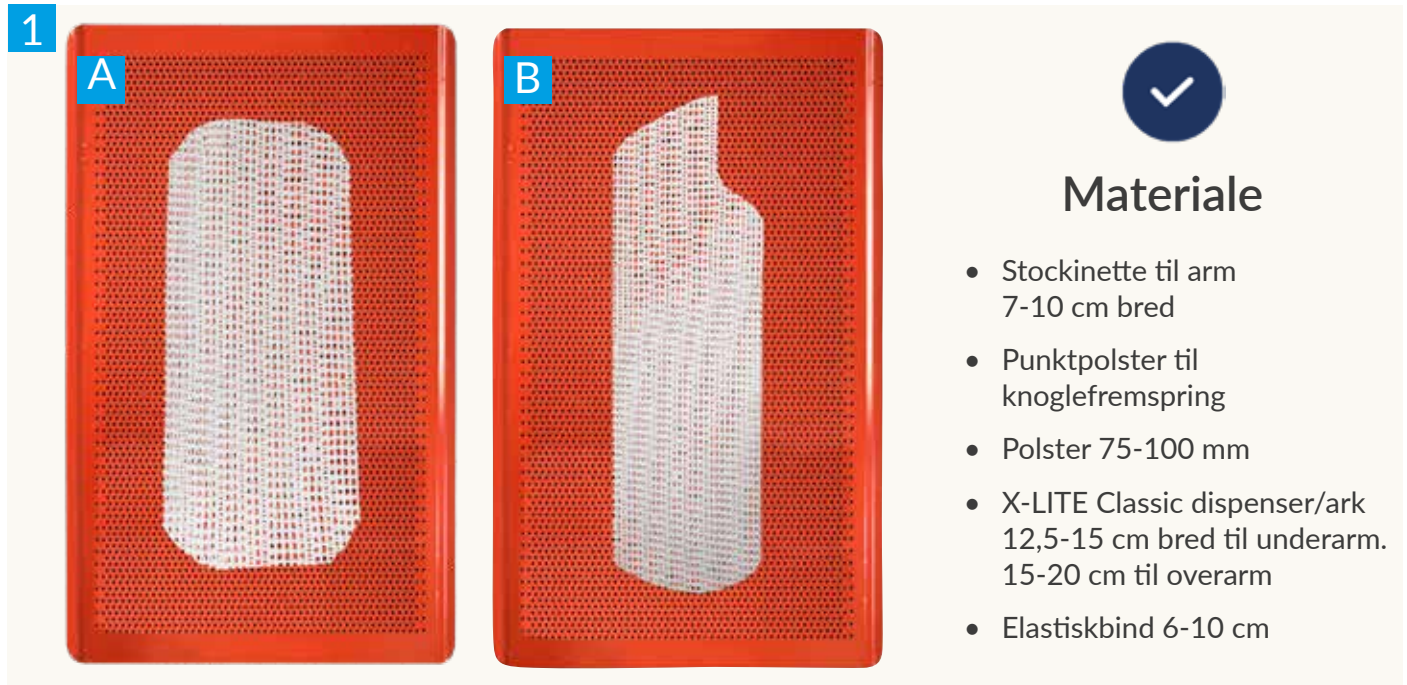 1
A
B
Materiale
• Stockinette til arm
7-10 cm bred
• Punktpolster til
knoglefremspring
• Polster 75-100 mm
• X-LITE Classic dispenser/ark
12,5-15 cm bred til underarm.
15-20 cm til overarm
• Elastiskbind 6-10 cm